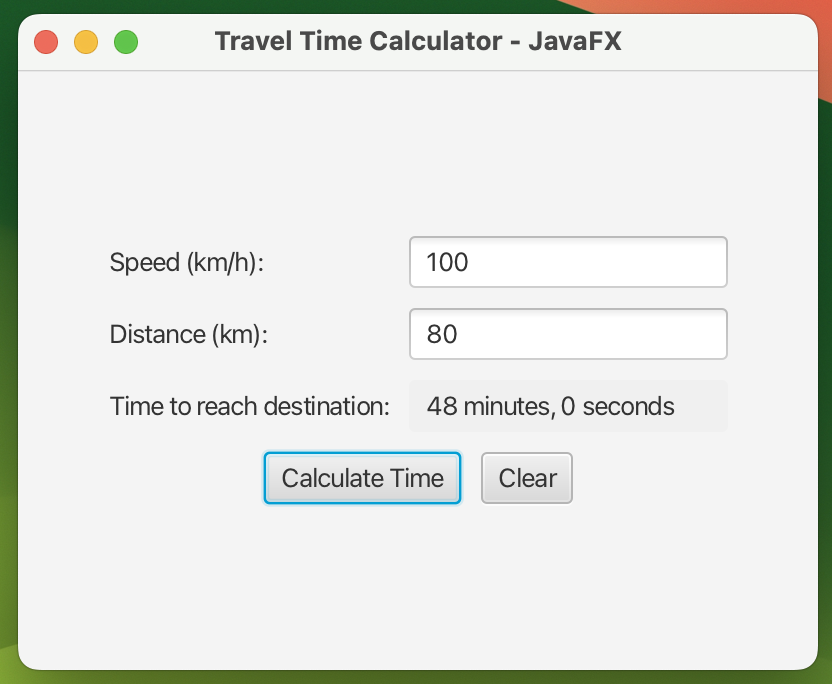 Travel Time Calculator - JavaFX
Speed (km/h): 100
Distance (km): 80
Time to reach destination: 48 minutes, 0 seconds
Calculate Time Clear